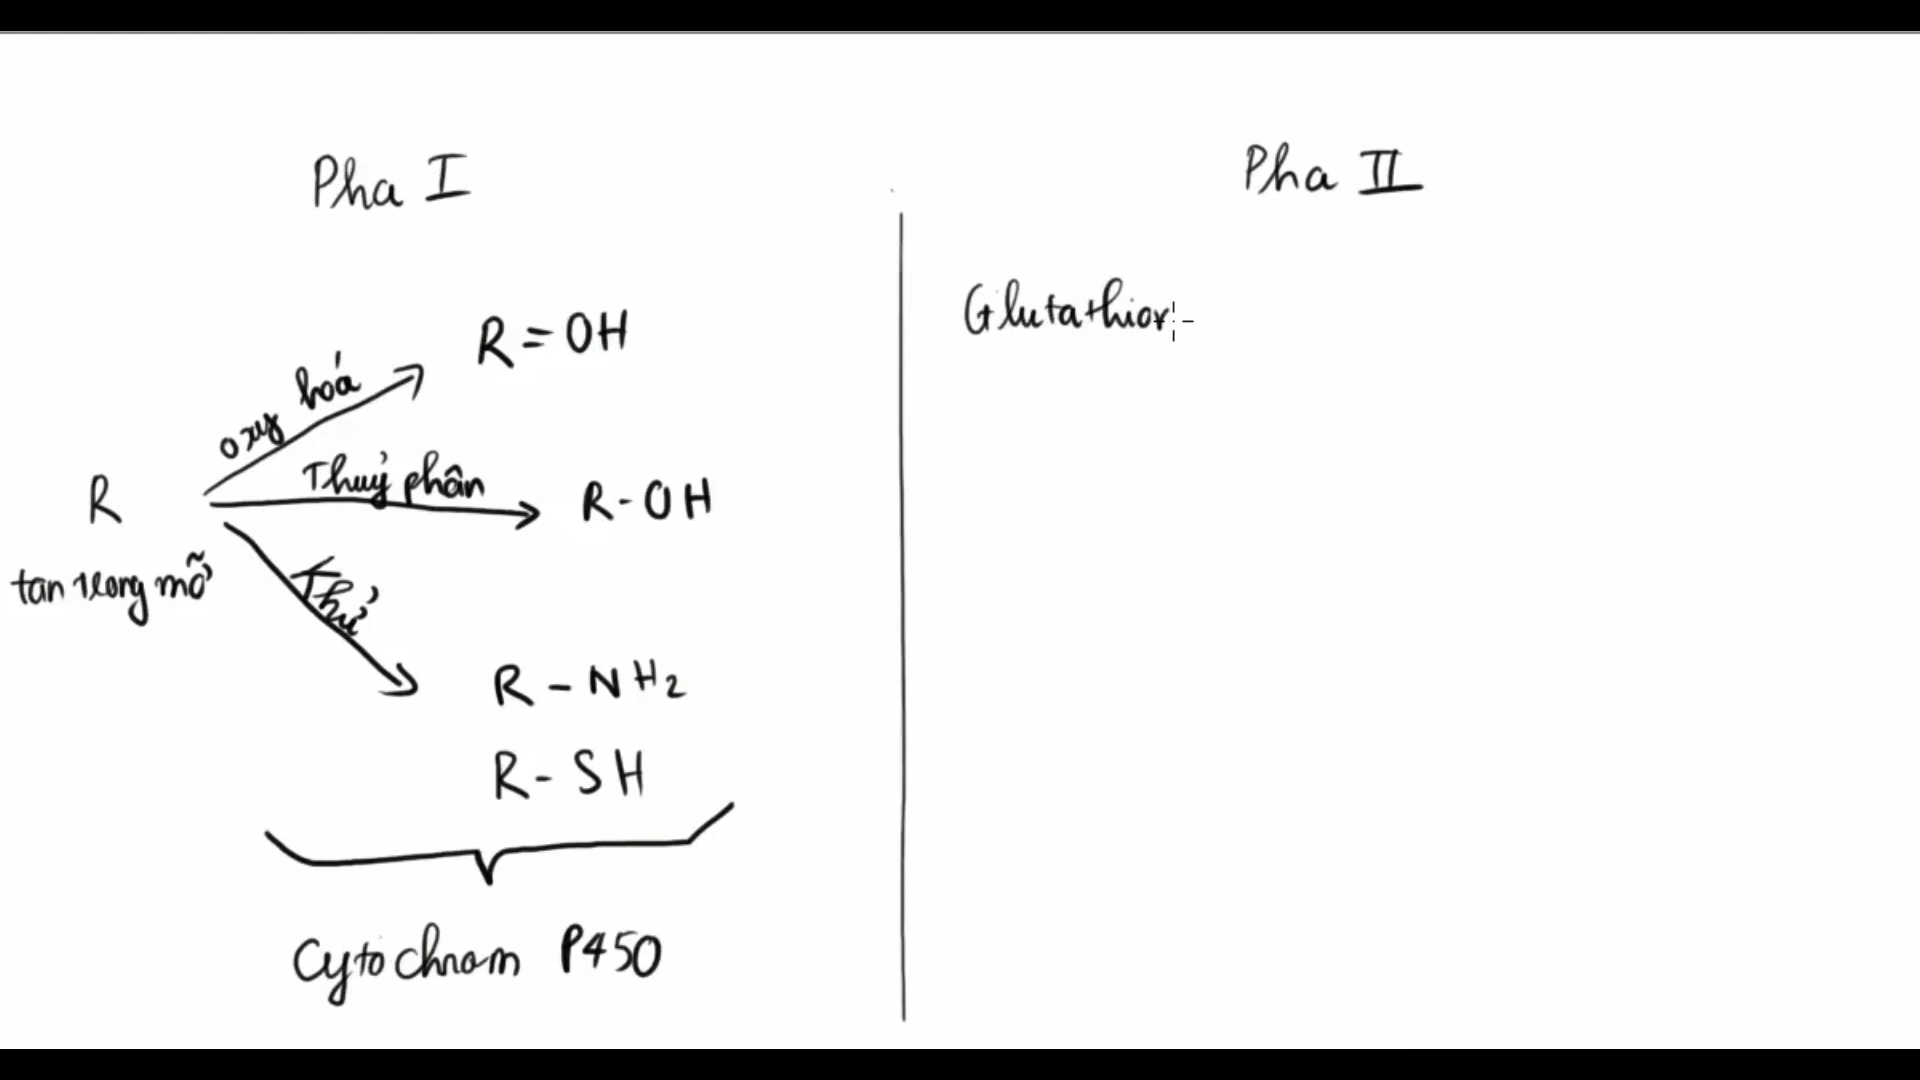 Pha I
R = OH
oxy hoá
Thuỷ phân
R - OH
R
tan trong mỡ
Khử
R - NH2
R - SH
Cytochrom P450
Pha II
Glutathion